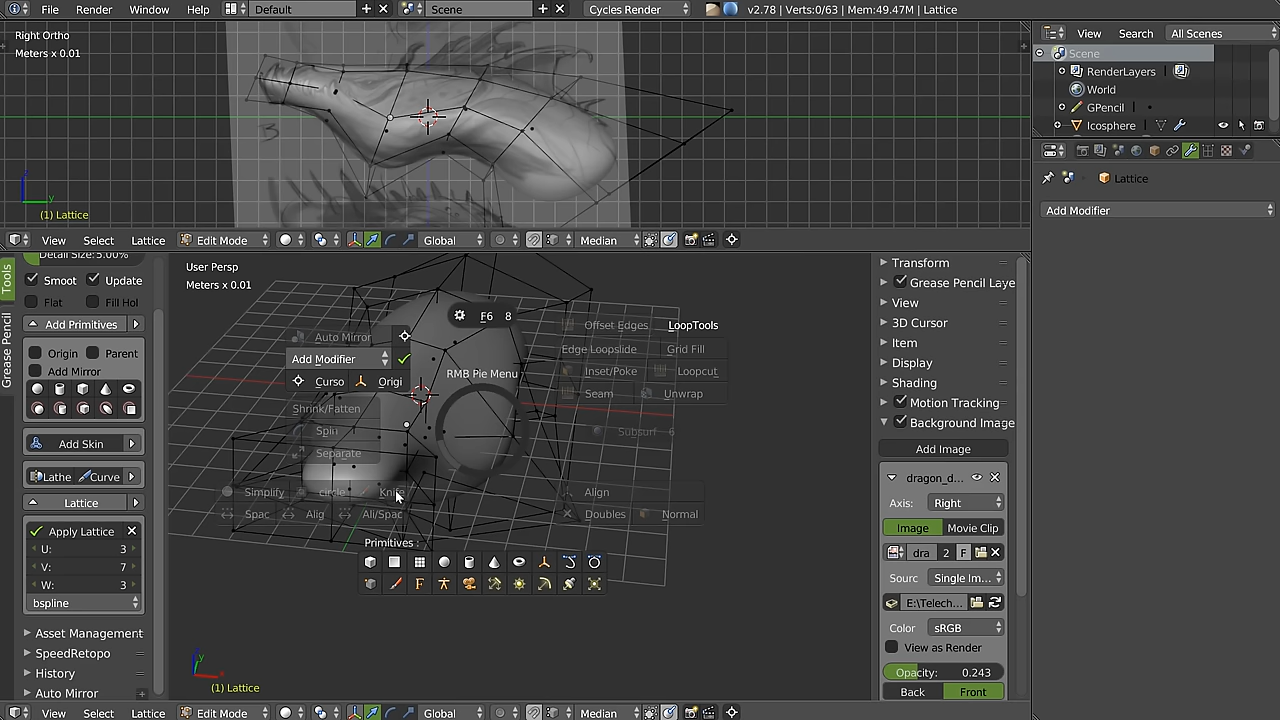 File Render Window Help Default Scene Cycles Render v2.78 | Verts:0/63 | Mem:49.47M | Lattice
Right Ortho
Meters x 0.01
B
(1) Lattice
View Select Lattice Edit Mode Global Median
View Search All Scenes
Scene
RenderLayers
World
GPencil
Icosphere
Lattice
Add Modifier
Tools
Grease Pencil
Detail Size:5.00%
Smoot Update
Flat Fill Hol
Add Primitives
Origin Parent
Add Mirror
Add Skin
Lathe Curve
Lattice
Apply Lattice
U: 3
V: 7
W: 3
bspline
Asset Management
SpeedRetopo
History
Auto Mirror
User Persp
Meters x 0.01
F6 8
Auto Mirror
Add Modifier
Curso Origi
Shrink/Fatten
Spin
Separate
RMB Pie Menu
Offset Edges LoopTools
Edge Loopslide Grid Fill
Inset/Poke Loopcut
Seam Unwrap
Subsurf 6
Simplify circle Knife
Spac Alig Ali/Spac
Align
Doubles Normal
Primitives :
(1) Lattice
Transform
Grease Pencil Laye
View
3D Cursor
Item
Display
Shading
Motion Tracking
Background Image
Add Image
dragon_d...
Axis: Right
Image Movie Clip
dra 2 F
Sourc Single Im...
E:\Telech...
Color sRGB
View as Render
Opacity: 0.243
Back Front
View Select Lattice Edit Mode Global Median